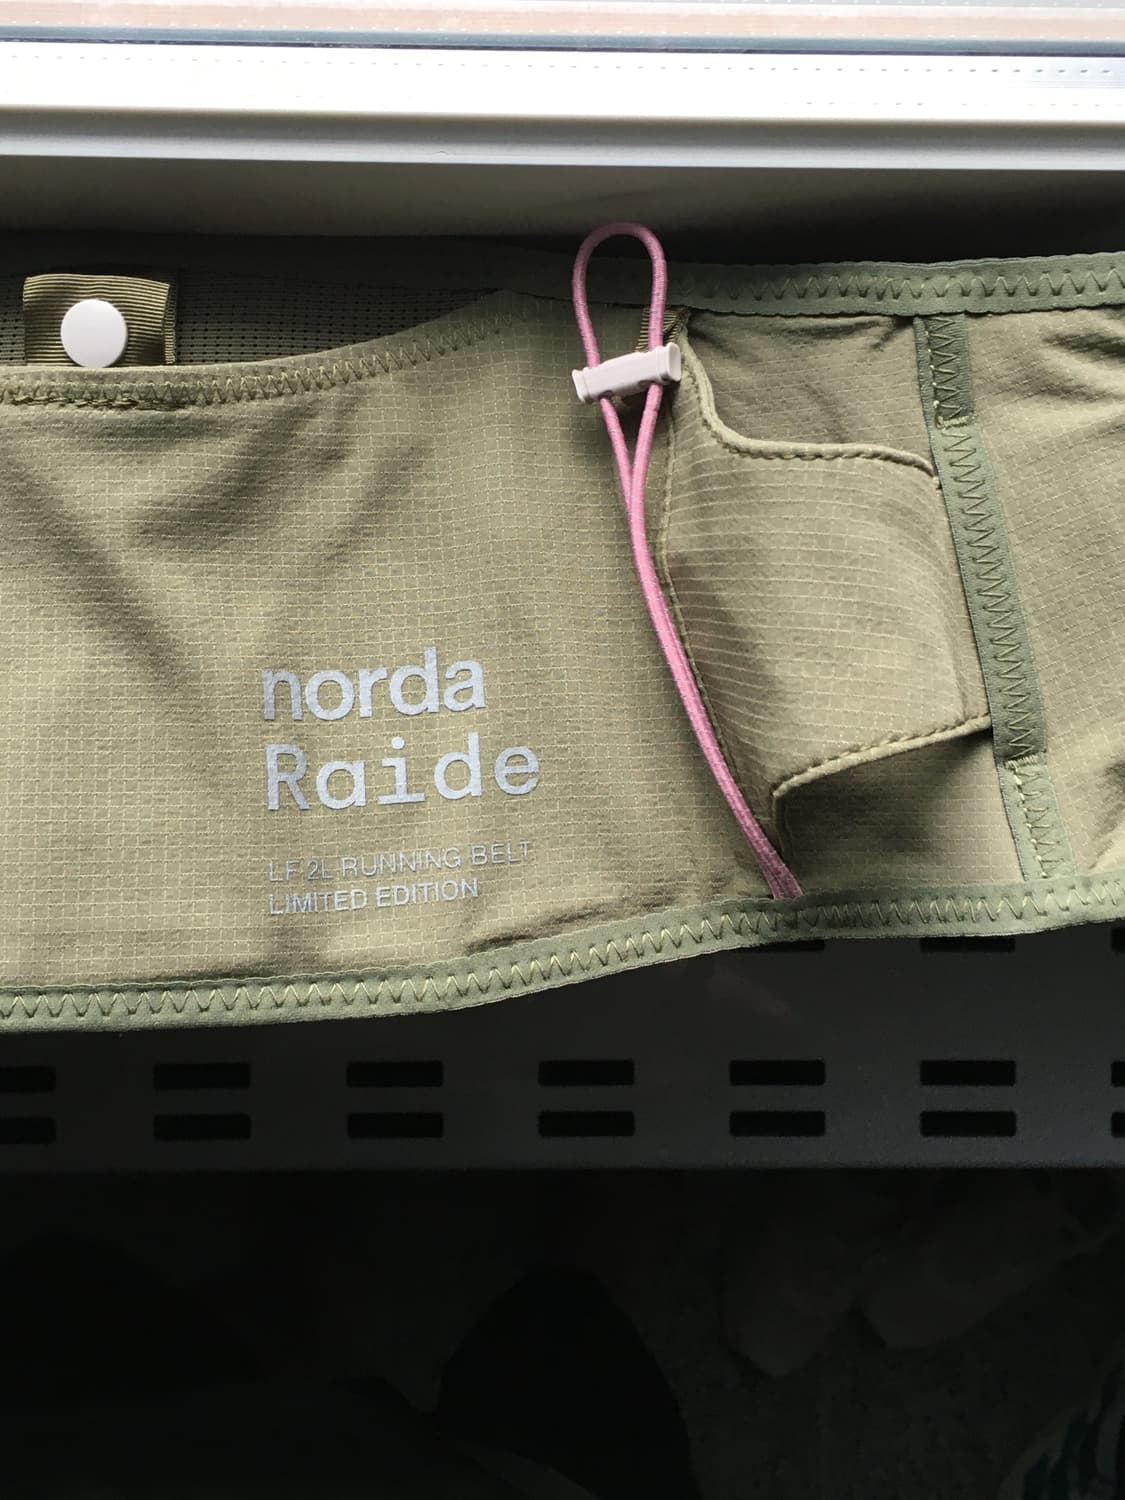 norda
Raide
LF 2L RUNNING BELT
LIMITED EDITION